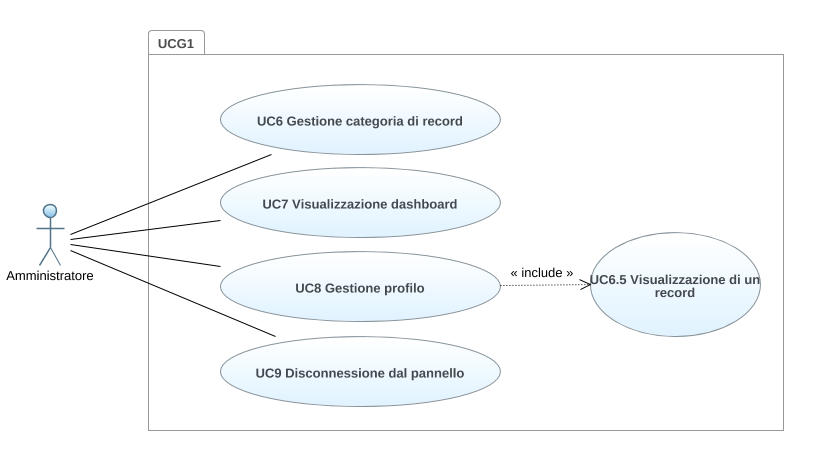 UCG1
UC6 Gestione categoria di record
UC7 Visualizzazione dashboard
Amministratore
UC8 Gestione profilo
« include »
UC6.5 Visualizzazione di un
record
UC9 Disconnessione dal pannello